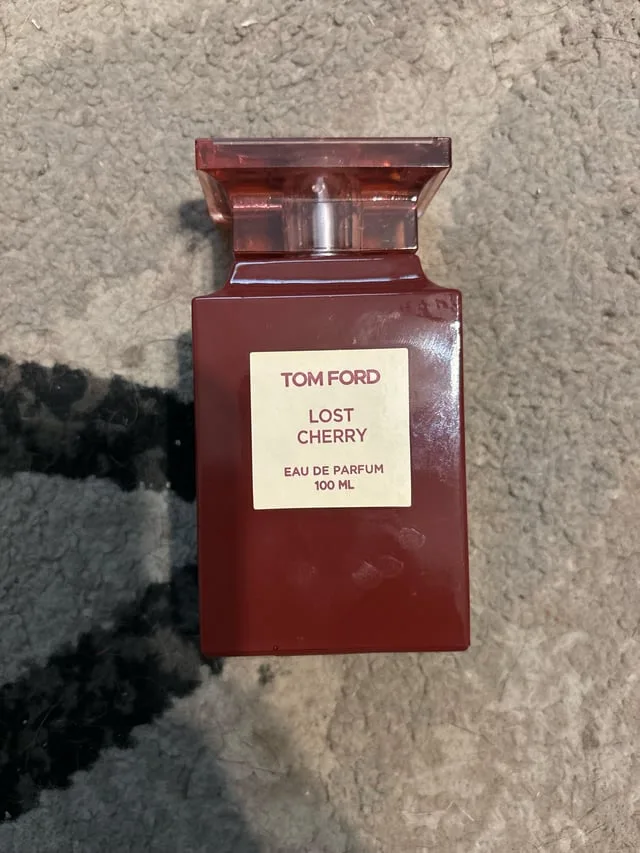 TOM FORD
LOST
CHERRY
EAU DE PARFUM
100 ML